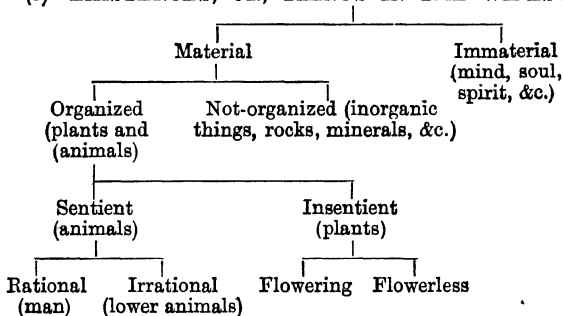 Material Immaterial
(mind, soul,
spirit, &c.)
Organized Not-organized (inorganic
(plants and things, rocks, minerals, &c.)
(animals)
Sentient Insentient
(animals) (plants)
Rational Irrational Flowering Flowerless
(man) (lower animals)